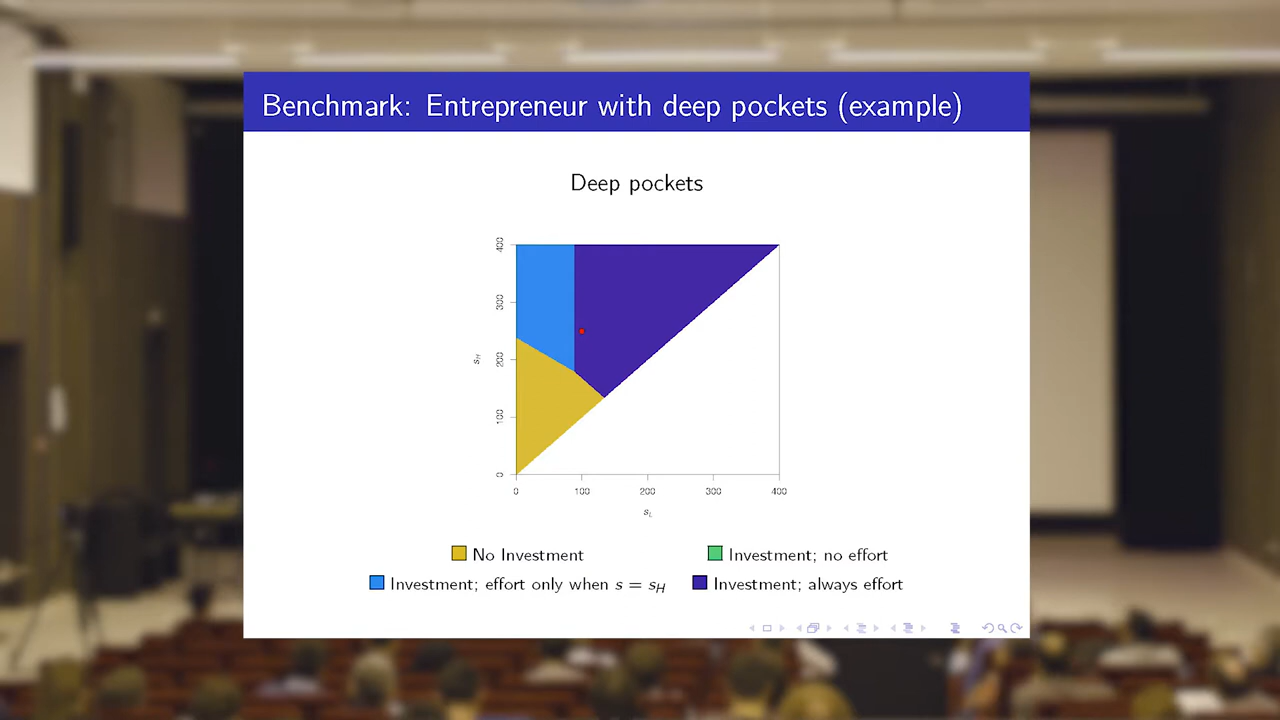 Benchmark: Entrepreneur with deep pockets (example)
Deep pockets
400
300
200
100
0
s_H
0 100 200 300 400
s_L
No Investment
Investment; no effort
Investment; effort only when s = s_H
Investment; always effort